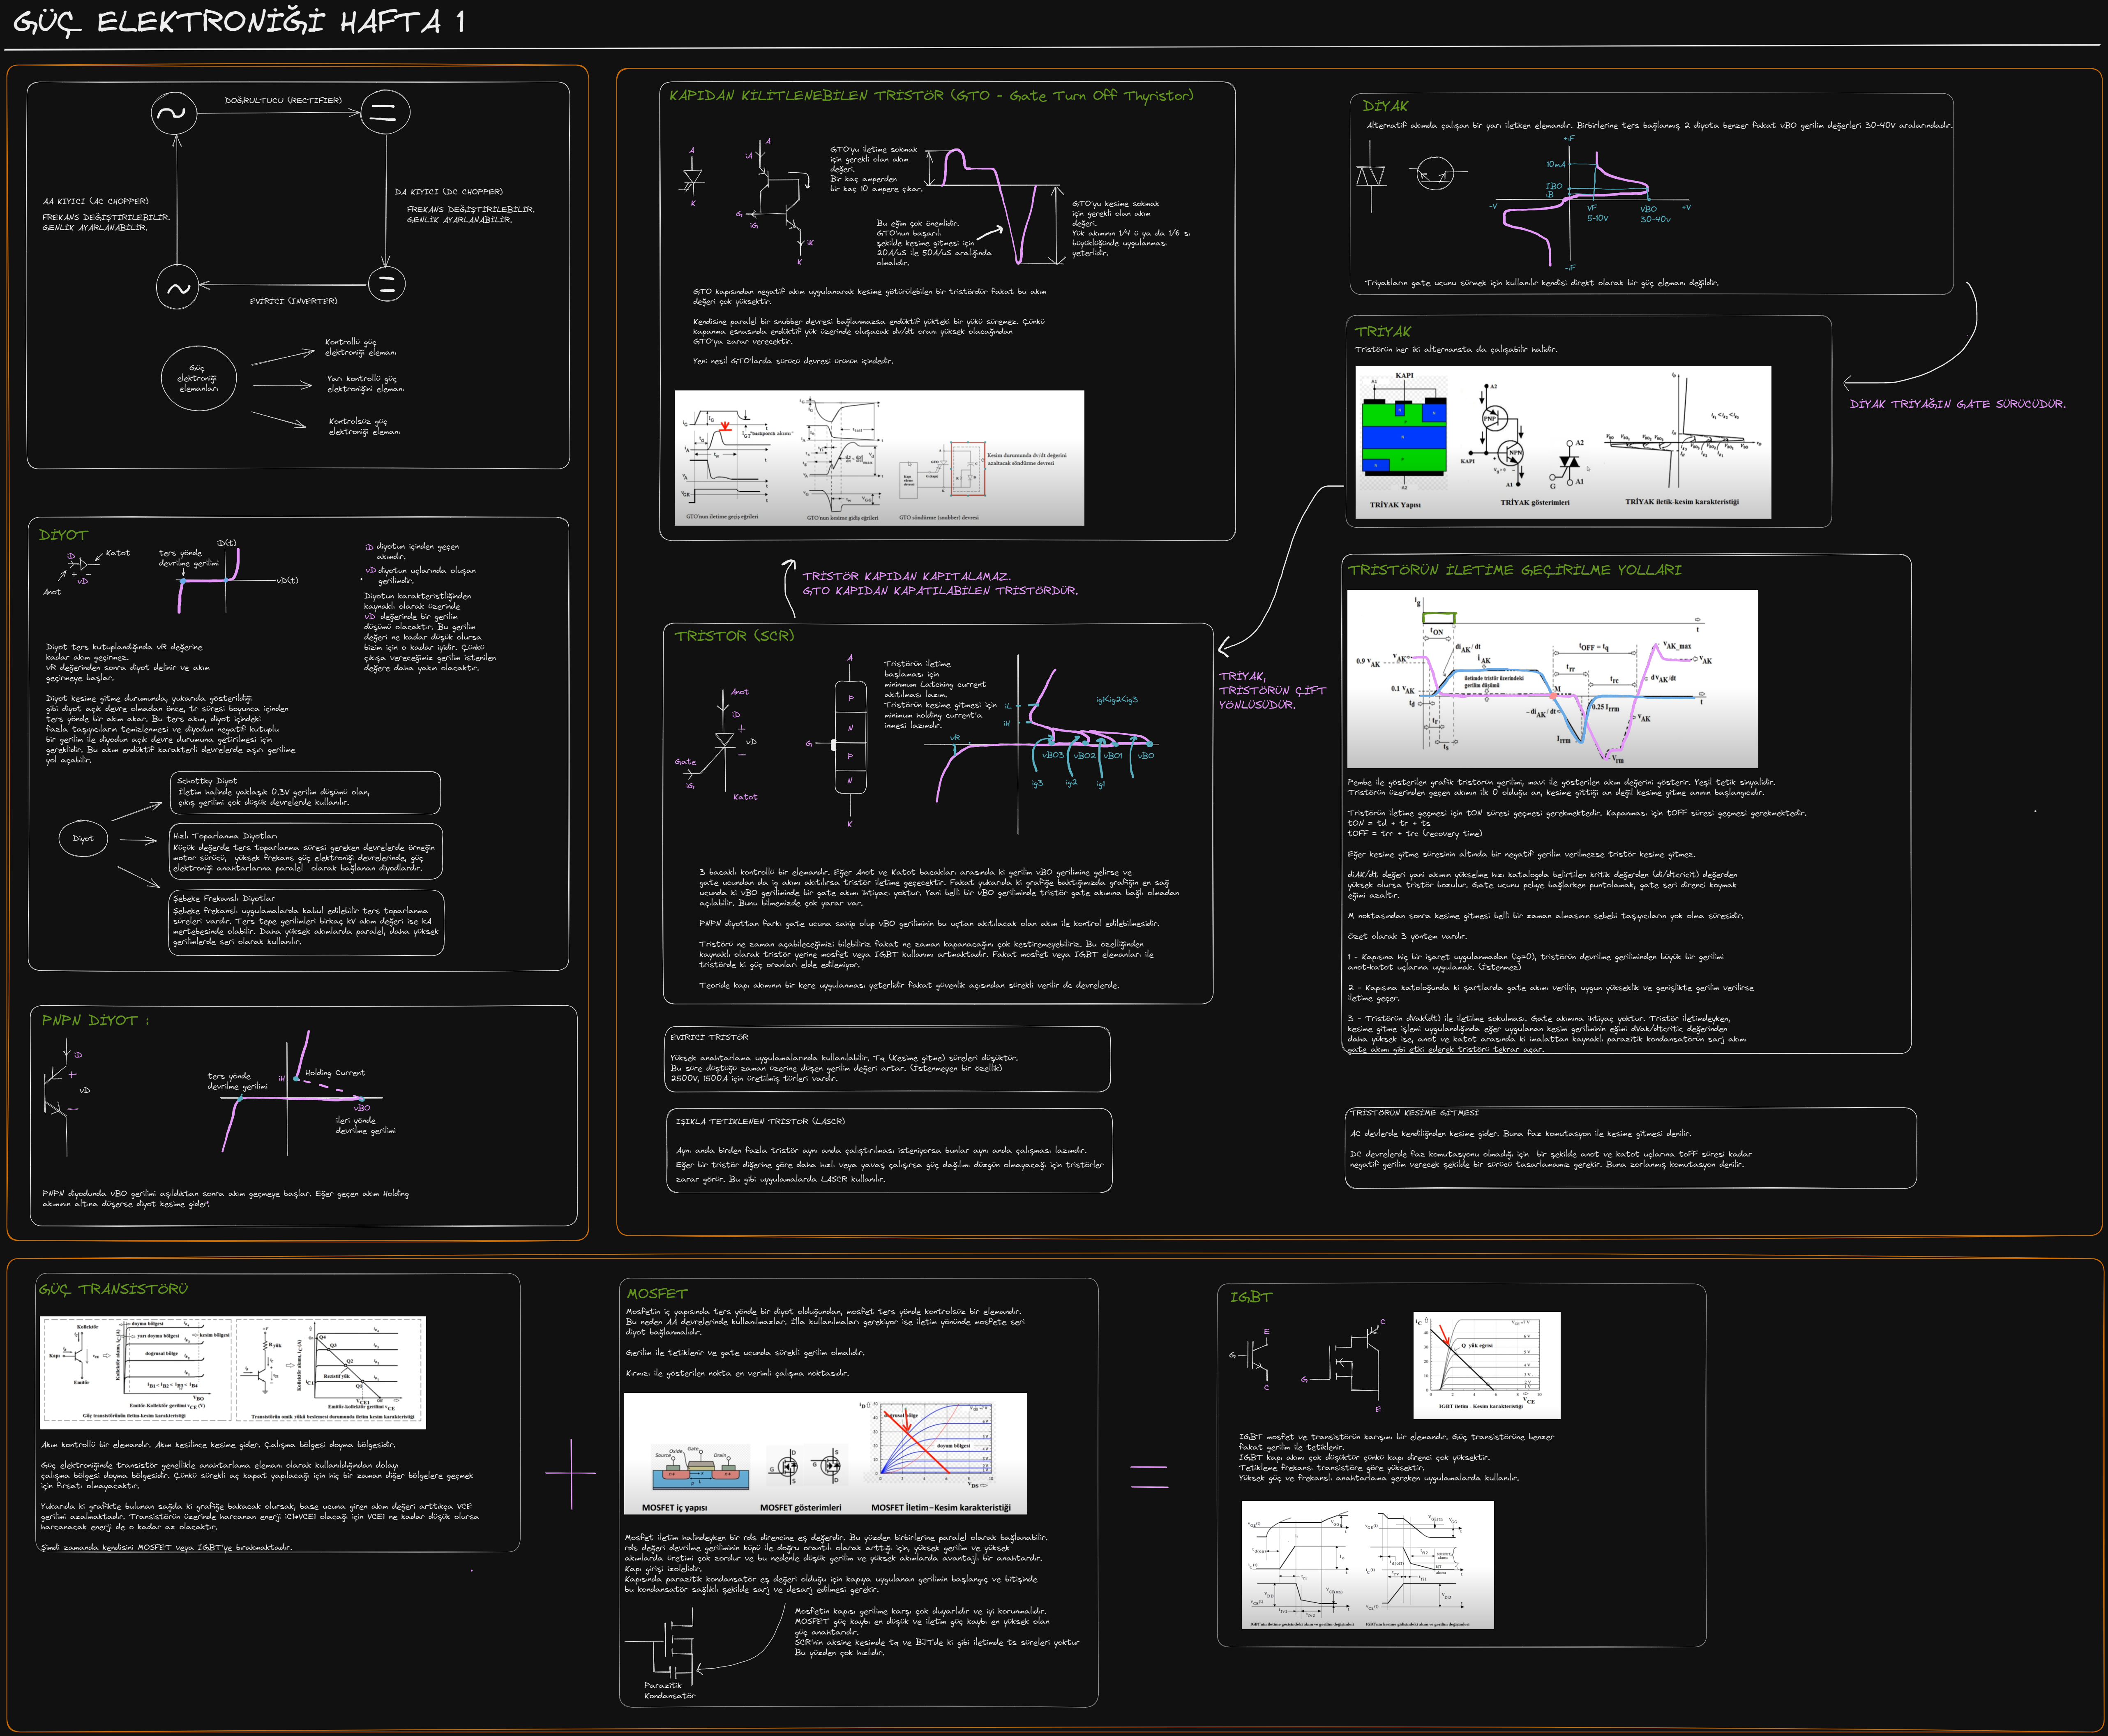 GÜÇ ELEKTRONİĞİ HAFTA 1
DOĞRULTUCU (RECTIFIER)
AA KIYICI (AC CHOPPER)
FREKANS DEĞİŞTİRİLEBİLİR.
GENLİK AYARLANABİLİR.
DA KIYICI (DC CHOPPER)
FREKANS DEĞİŞTİRİLEBİLİR.
GENLİK AYARLANABİLİR.
EVİRİCİ (INVERTER)
Güç
elektroniği
elemanları
Kontrollü güç
elektroniği elemanı
Yarı kontrollü güç
elektroniğini elemanı
Kontrolsüz güç
elektroniği elemanı
DİYOT
iD
Katot
+ -
vD
Anot
ters yönde
devrilme gerilimi
iD(t)
vD(t)
iD diyotun içinden geçen
akımdır.
vD diyotun uçlarında oluşan
gerilimdir.
Diyotun karakteristliğinden
kaynaklı olarak üzerinde
vD değerinde bir gerilim
düşümü olacaktır. Bu gerilim
değeri ne kadar düşük olursa
bizim için o kadar iyidir. Çünkü
çıkışa vereceğimiz gerilim istenilen
değere daha yakın olacaktır.
Diyot ters kutuplandığında vR değerine
kadar akım geçirmez.
vR değerinden sonra diyot delinir ve akım
geçirmeye başlar.
Diyot kesime gitme durumunda, yukarıda gösterildiği
gibi diyot açık devre olmadan önce, tr süresi boyunca içinden
ters yönde bir akım akar. Bu ters akım, diyot içindeki
fazla taşıyıcıların temizlenmesi ve diyodun negatif kutuplu
bir gerilim ile diyodun açık devre durumuna getirilmesi için
gereklidir. Bu akım endüktif karakterli devrelerde aşırı gerilime
yol açabilir.
Diyot
Schottky Diyot
İletim halinde yaklaşık 0.3V gerilim düşümü olan,
çıkış gerilimi çok düşük devrelerde kullanılır.
Hızlı Toparlanma Diyotları
Küçük değerde ters toparlanma süresi gereken devrelerde örneğin
motor sürücü, yüksek frekans güç elektroniği devrelerinde, güç
elektroniği anahtarlarına paralel olarak bağlanan diyodlardır.
Şebeke Frekanslı Diyotlar
Şebeke frekanslı uygulamalarda kabul edilebilir ters toparlanma
süreleri vardır. Ters tepe gerilimleri birkaç kV akım değeri ise kA
mertebesinde olabilir. Daha yüksek akımlarda paralel, daha yüksek
gerilimlerde seri olarak kullanılır.
PNPN DİYOT :
iD
+
vD
-
ters yönde
devrilme gerilimi
iH
Holding Current
vBO
ileri yönde
devrilme gerilimi
PNPN diyodunda vBO gerilimi aşıldıktan sonra akım geçmeye başlar. Eğer geçen akım Holding
akımının altına düşerse diyot kesime gider.
KAPIDAN KİLİTLENEBİLEN TRİSTÖR (GTO - Gate Turn Off Thyristor)
A
K
A
iA
G
iG
iK
K
GTO'yu iletime sokmak
için gerekli olan akım
değeri.
Bir kaç amperden
bir kaç 10 ampere çıkar.
Bu eğim çok önemlidir.
GTO'nun başarılı
şekilde kesime gitmesi için
20A/uS ile 50A/uS aralığında
olmalıdır.
GTO'yu kesime sokmak
için gerekli olan akım
değeri.
Yük akımının 1/4 ü ya da 1/6 sı
büyüklüğünde uygulanması
yeterlidir.
GTO kapısından negatif akım uygulanarak kesime götürülebilen bir tristördür fakat bu akım
değeri çok yüksektir.
Kendisine paralel bir snubber devresi bağlanmazsa endüktif yükteki bir yükü süremez. Çünkü
kapanma esnasında endüktif yük üzerinde oluşacak dv/dt oranı yüksek olacağından
GTO'ya zarar verecektir.
Yeni nesil GTO'larda sürücü devresi ürünün içindedir.
"backporch akımı"
Kesim durumunda dv/dt değerini
azaltacak söndürme devresi
GTO'nun iletime geçiş eğrileri
GTO'nun kesime gidiş eğrileri
GTO söndürme (snubber) devresi
TRİSTÖR KAPIDAN KAPITALAMAZ.
GTO KAPIDAN KAPATILABİLEN TRİSTÖRDÜR.
TRİSTOR (SCR)
Anot
iD
+
vD
-
Gate
iG
Katot
A
P
N
G
P
P
N
K
Tristörün iletime
başlaması için
mininmum Latching current
akıtılması lazım.
Tristörün kesime gitmesi için
minimum holding current'a
inmesi lazımdır.
iL
iH
ig1<ig2<ig3
vR
vBO3 vBO2 vBO1 vBO
ig3 ig2 ig1
3 bacaklı kontrollü bir elemandır. Eğer Anot ve Katot bacakları arasında ki gerilim vBO gerilimine gelirse ve
gate ucundan da ig akımı akıtılırsa tristör iletime geçecektir. Fakat yukarıda ki grafiğe baktığımızda grafiğin en sağ
ucunda ki vBO geriliminde bir gate akımı ihtiyacı yoktur. Yani belli bir vBO geriliminde tristör gate akımına bağlı olmadan
açılabilir. Bunu bilmemizde çok yarar var.
PNPN diyottan farkı gate ucuna sahip olup vBO geriliminin bu uçtan akıtılacak olan akım ile kontrol edilebilmesidir.
Tristörü ne zaman açabileceğimizi bilebiliriz fakat ne zaman kapanacağını çok kestiremeyebiliriz. Bu özelliğinden
kaynaklı olarak tristör yerine mosfet veya IGBT kullanımı artmaktadır. Fakat mosfet veya IGBT elemanları ile
tristörde ki güç oranları elde edilemiyor.
Teoride kapı akımının bir kere uygulanması yeterlidir fakat güvenlik açısından sürekli verilir dc devrelerde.
EVİRİCİ TRİSTÖR
Yüksek anahtarlama uygulamalarında kullanılabilir. Tq (Kesime gitme) süreleri düşüktür.
Bu süre düştüğü zaman üzerine düşen gerilim değeri artar. (İstenmeyen bir özellik)
2500V, 1500A için üretilmiş türleri vardır.
IŞIKLA TETİKLENEN TRİSTÖR (LASCR)
Aynı anda birden fazla tristör aynı anda çalıştırılması isteniyorsa bunlar aynı anda çalışması lazımdır.
Eğer bir tristör diğerine göre daha hızlı veya yavaş çalışırsa güç dağılımı düzgün olmayacağı için tristörler
zarar görür. Bu gibi uygulamalarda LASCR kullanılır.
DİYAK
Alternatif akımda çalışan bir yarı iletken elemandır. Birbirlerine ters bağlanmış 2 diyota benzer fakat vBO gerilim değerleri 30-40V aralarındadır.
+iF
10mA
IBO
IB
-V
VF
5-10v
VBO
30-40v
+V
-iF
Triyakların gate ucunu sürmek için kullanılır kendisi direkt olarak bir güç elemanı değildir.
DİYAK TRİYAĞIN GATE SÜRÜCÜDÜR.
TRİYAK
Tristörün her iki alternansta da çalışabilir halidir.
KAPI
A1
A2
PNP
NPN
KAPI
A1
A2
A1
G
TRİYAK Yapısı
TRİYAK gösterimleri
TRİYAK iletik-kesim karakteristiği
TRİYAK,
TRİSTÖRÜN ÇİFT
YÖNLÜSÜDÜR.
TRİSTÖRÜN İLETİME GEÇİRİLME YOLLARI
ig
t
tON
diAK / dt
iAK
tOFF = tq
vAK_max
vAK
0.9 vAK
vAK
iletimde tristör üzerindeki
gerilim düşümü
trr
trc
dvAK/dt
0.1 vAK
M
td
-diAK / dt
0.25 Irrm
tr
ts
Irrm
vAK
Vrm
Pembe ile gösterilen grafik tristörün gerilimi, mavi ile gösterilen akım değerini gösterir. Yeşil tetik sinyalidir.
Tristörün üzerinden geçen akımın ilk 0 olduğu an, kesime gittiği an değil kesime gitme anının başlangıcıdır.
Tristörün iletime geçmesi için tON süresi geçmesi gerekmektedir. Kapanması için tOFF süresi geçmesi gerekmektedir.
tON = td + tr + ts
tOFF = trr + trc (recovery time)
Eğer kesime gitme süresinin altında bir negatif gerilim verilmezse tristör kesime gitmez.
diAK/dt değeri yani akımın yükselme hızı katalogda belirtilen kritik değerden (di/dtcricit) değerden
yüksek olursa tristör bozulur. Gate ucunu pcbye bağlarken puntolamak, gate seri direnci koymak
eğimi azaltır.
M noktasından sonra kesime gitmesi belli bir zaman almasının sebebi taşıyıcıların yok olma süresidir.
Özet olarak 3 yöntem vardır.
1 - Kapısına hiç bir işaret uygulanmadan (ig=0), tristörün devrilme geriliminden büyük bir gerilimi
anot-katot uçlarına uygulamak. (İstenmez)
2 - Kapısına kataloğunda ki şartlarda gate akımı verilip, uygun yükseklik ve genişlikte gerilim verilirse
iletime geçer.
3 - Tristörün dVak(dt) ile iletilme sokulması. Gate akımına ihtiyaç yoktur. Tristör iletimdeyken,
kesime gitme işlemi uygulandığında eğer uygulanan kesim geriliminin eğimi dVak/dtcritic değerinden
daha yüksek ise, anot ve katot arasında ki imalattan kaynaklı parazitik kondansatörün sarj akımı
gate akımı gibi etki ederek tristörü tekrar açar.
TRİSTÖRÜN KESİME GİTMESİ
AC devlerde kendiliğinden kesime gider. Buna faz komutasyon ile kesime gitmesi denilir.
DC devrelerde faz komutasyonu olmadığı için bir şekilde anot ve katot uçlarına toFF süresi kadar
negatif gerilim verecek şekilde bir sürücü tasarlamamız gerekir. Buna zorlanmış komutasyon denilir.
GÜÇ TRANSİSTÖRÜ
Kollektör
Kapı
Emitör
doyma bölgesi
yarı doyma bölgesi
kesim bölgesi
doğrusal bölge
Kollektör akımı, iC (A)
IB1 < IB2 < IB3 < IB4
VBO
Emitör-Kollektör gerilimi vCE (V)
Güç transistörünün iletim-kesim karakteristiği
Ryük
Q4
Q3
Q2
Rezistif yük
Q1
VCE1
Emitör-kollektör gerilimi VCE
Transistörün omik yükü beslemesi durumunda iletim kesim karakteristiği
Akım kontrollü bir elemandır. Akım kesilince kesime gider. Çalışma bölgesi doyma bölgesidir.
Güç elektroniğinde transistör genellikle anahtarlama elemanı olarak kullanıldığından dolayı
çalışma bölgesi doyma bölgesidir. Çünkü sürekli aç kapat yapılacağı için hiç bir zaman diğer bölgelere geçmek
için fırsatı olmayacaktır.
Yukarıda ki grafikte bulunan sağda ki grafiğe bakacak olursak, base ucuna giren akım değeri arttıkça VCE
gerilimi azalmaktadır. Transistörün üzerinde harcanan enerji iC1*VCE1 olacağı için VCE1 ne kadar düşük olursa
harcanacak enerji de o kadar az olacaktır.
Şimdi zamanda kendisini MOSFET veya IGBT'ye bırakmaktadır.
MOSFET
Mosfetin iç yapısında ters yönde bir diyot olduğundan, mosfet ters yönde kontrolsüz bir elemandır.
Bu neden AA devrelerinde kullanılmazlar. İlla kullanılmaları gerekiyor ise iletim yönünde mosfete seri
diyot bağlanmalıdır.
Gerilim ile tetiklenir ve gate ucunda sürekli gerilim olmalıdır.
Kırmızı ile gösterilen nokta en verimli çalışma noktasıdır.
Source Oxide Gate Drain
D
G
S
S
G
D
doğrusal bölge
doyum bölgesi
MOSFET iç yapısı
MOSFET gösterimleri
MOSFET İletim-Kesim karakteristiği
Mosfet iletim halindeyken bir rds direncine eş değerdir. Bu yüzden birbirlerine paralel olarak bağlanabilir.
rds değeri devrilme geriliminin küpü ile doğru orantılı olarak arttığı için, yüksek gerilim ve yüksek
akımlarda üretimi çok zordur ve bu nedenle düşük gerilim ve yüksek akımlarda avantajlı bir anahtardır.
Kapı girişi izolelidir.
Kapısında parazitik kondansatör eş değeri olduğu için kapıya uygulanan gerilimin başlangıç ve bitişinde
bu kondansatör sağlıklı şekilde sarj ve desarj edilmesi gerekir.
Mosfetin kapısı gerilime karşı çok duyarlıdır ve iyi korunmalıdır.
MOSFET güç kaybı en düşük ve iletim güç kaybı en yüksek olan
güç anahtarıdır.
SCR'nin aksine kesimde tq ve BJTde ki gibi iletimde ts süreleri yoktur
Bu yüzden çok hızlıdır.
Parazitik
Kondansatör
IGBT
E
G
C
C
G
E
Q yük eğrisi
IGBT iletim - Kesim karakteristiği
IGBT mosfet ve transistörün karışımı bir elemandır. Güç transistörüne benzer
fakat gerilim ile tetiklenir.
IGBT kapı akımı çok düşüktür çünkü kapı direnci çok yüksektir.
Tetikleme frekansı transistöre göre yüksektir.
Yüksek güç ve frekanslı anahtarlama gereken uygulamalarda kullanılır.
IGBT'nin iletime geçişindeki akım ve gerilim değişimleri
IGBT'nin kesime gidişindeki akım ve gerilim değişimleri